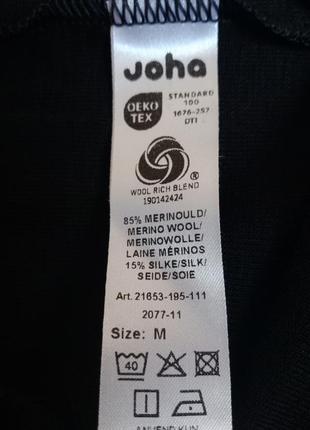 Joha
OEKO
TEX
STANDARD
100
1676-257
DTI
WOOL RICH BLEND
190142424
85% MERINOULD/
MERINO WOOL/
MERINOWOLLE/
LAINE MÉRINOS
15% SILKE/SILK/
SEIDE/SOIE
Art. 21653-195-111
2077-11
Size: M
40